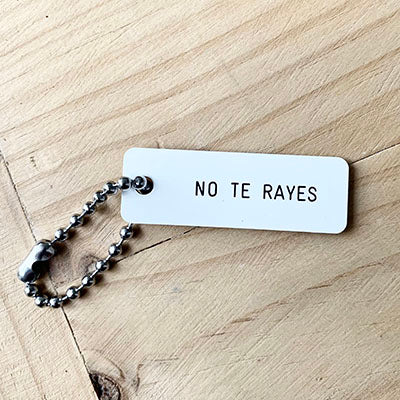 NO TE RAYES